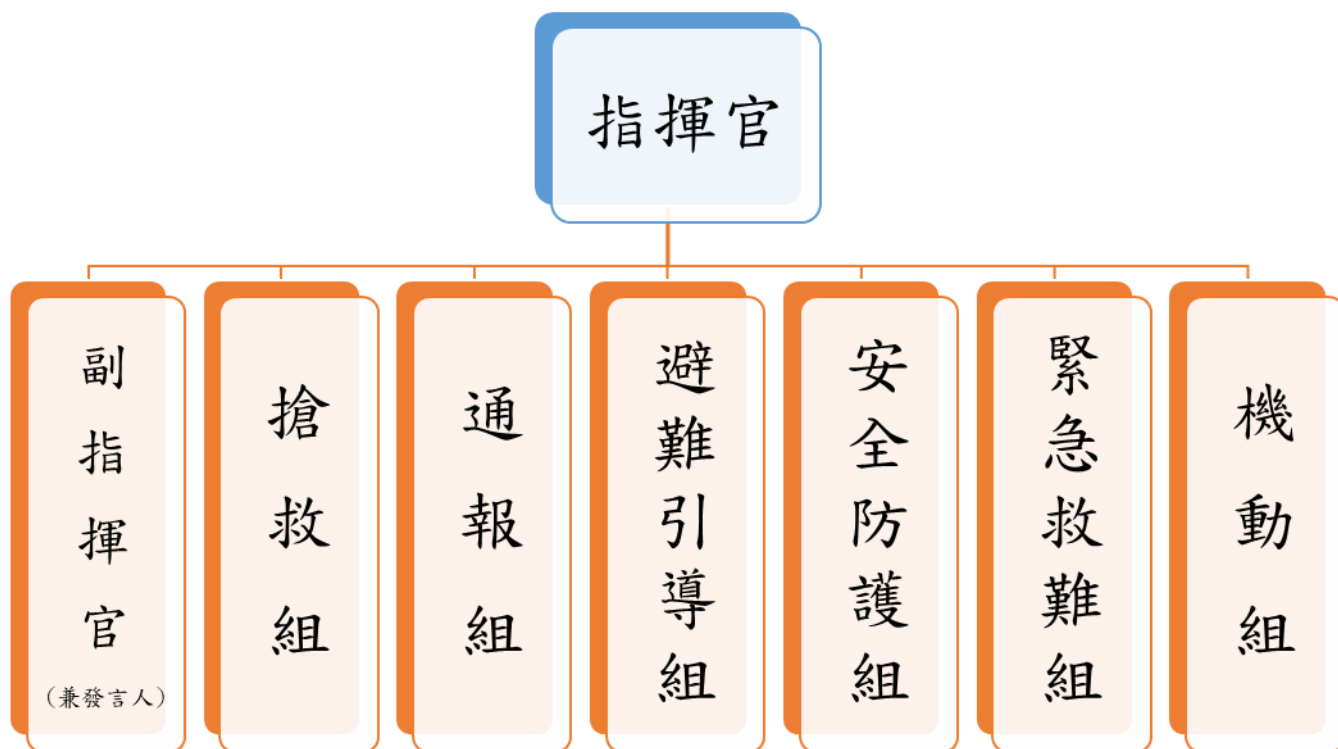 指揮官
副指揮官
（兼發言人）
搶救組
通報組
避難引導組
安全防護組
緊急救難組
機動組